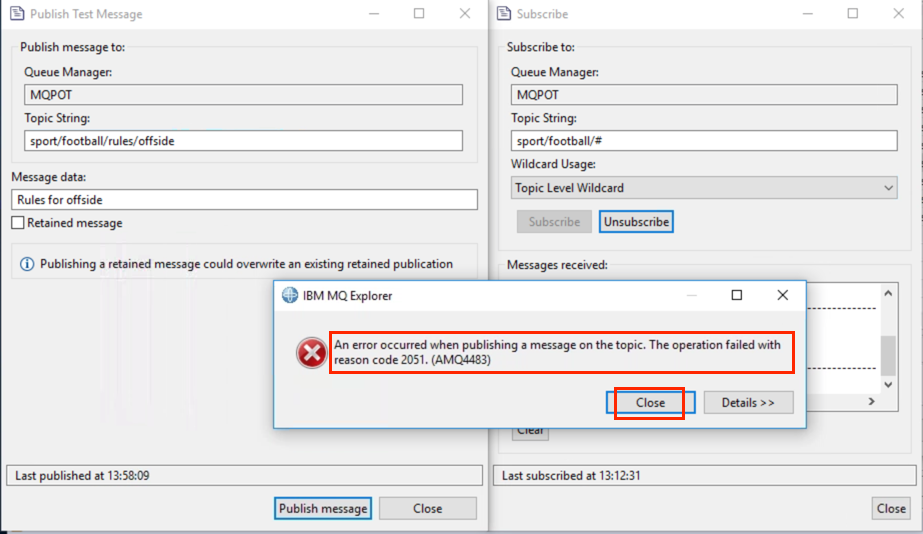 Publish Test Message
Publish message to:
Queue Manager:
MQPOT
Topic String:
sport/football/rules/offside
Message data:
Rules for offside
Retained message
Publishing a retained message could overwrite an existing retained publication
Last published at 13:58:09
Publish message
Close
Subscribe
Subscribe to:
Queue Manager:
MQPOT
Topic String:
sport/football/#
Wildcard Usage:
Topic Level Wildcard
Subscribe
Unsubscribe
Messages received:
IBM MQ Explorer
An error occurred when publishing a message on the topic. The operation failed with
reason code 2051. (AMQ4483)
Close
Details >>
Clear
Last subscribed at 13:12:31
Close